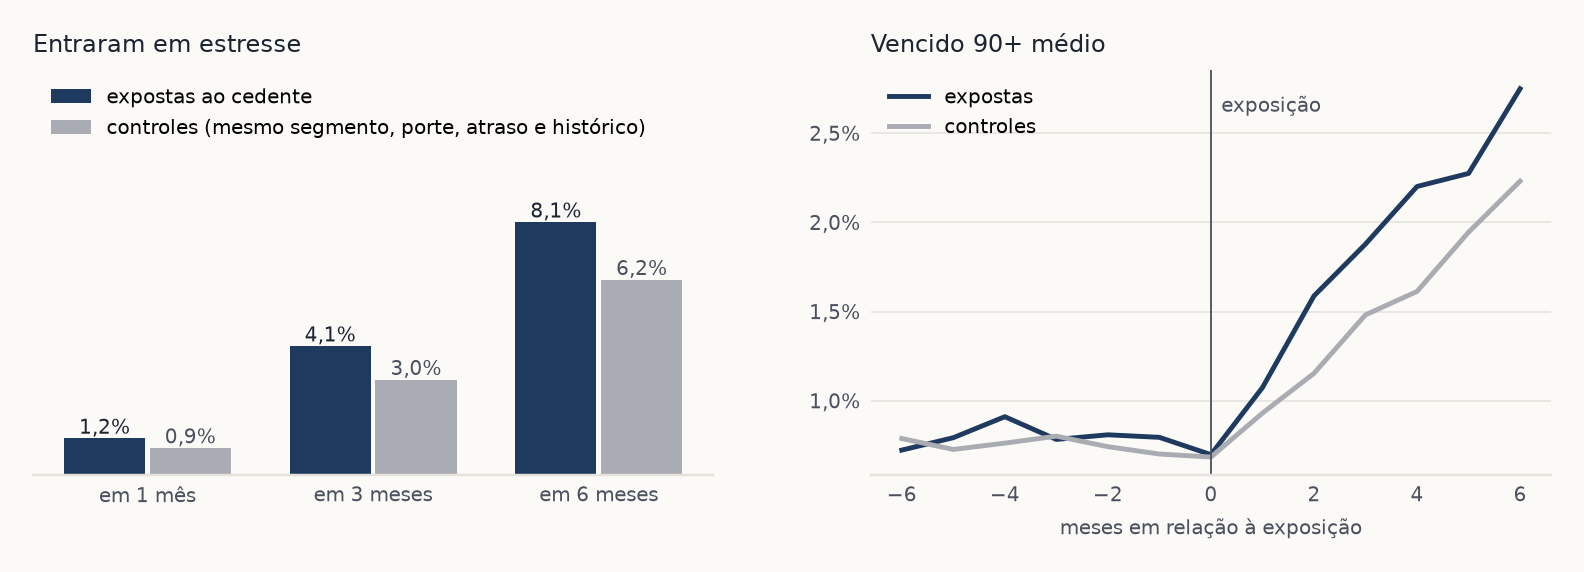 Entraram em estresse
expostas ao cedente
controles (mesmo segmento, porte, atraso e histórico)
1,2%
0,9%
4,1%
3,0%
8,1%
6,2%
em 1 mês
em 3 meses
em 6 meses
Vencido 90+ médio
expostas
controles
exposição
2,5%
2,0%
1,5%
1,0%
−6 −4 −2 0 2 4 6
meses em relação à exposição